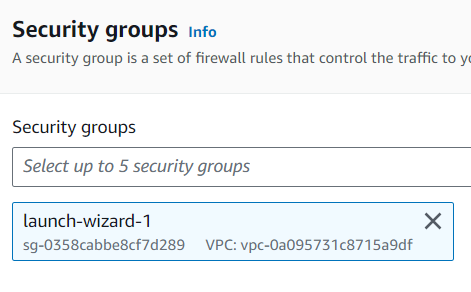 Security groups Info
A security group is a set of firewall rules that control the traffic to
Security groups
Select up to 5 security groups
launch-wizard-1
sg-0358cabbe8cf7d289 VPC: vpc-0a095731c8715a9df